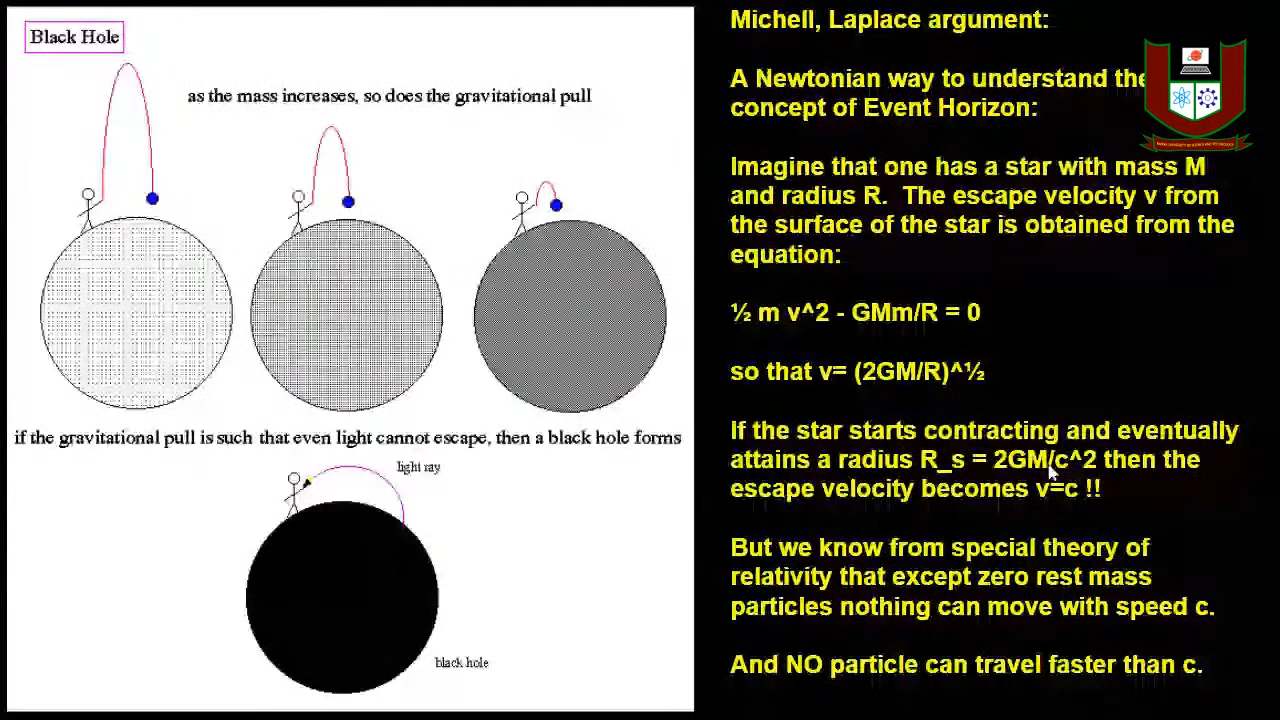 Black Hole
as the mass increases, so does the gravitational pull
if the gravitational pull is such that even light cannot escape, then a black hole forms
light ray
black hole
Michell, Laplace argument:
A Newtonian way to understand the
concept of Event Horizon:
Imagine that one has a star with mass M
and radius R. The escape velocity v from
the surface of the star is obtained from the
equation:
½ m v^2 - GMm/R = 0
so that v= (2GM/R)^½
If the star starts contracting and eventually
attains a radius R_s = 2GM/c^2 then the
escape velocity becomes v=c !!
But we know from special theory of
relativity that except zero rest mass
particles nothing can move with speed c.
And NO particle can travel faster than c.